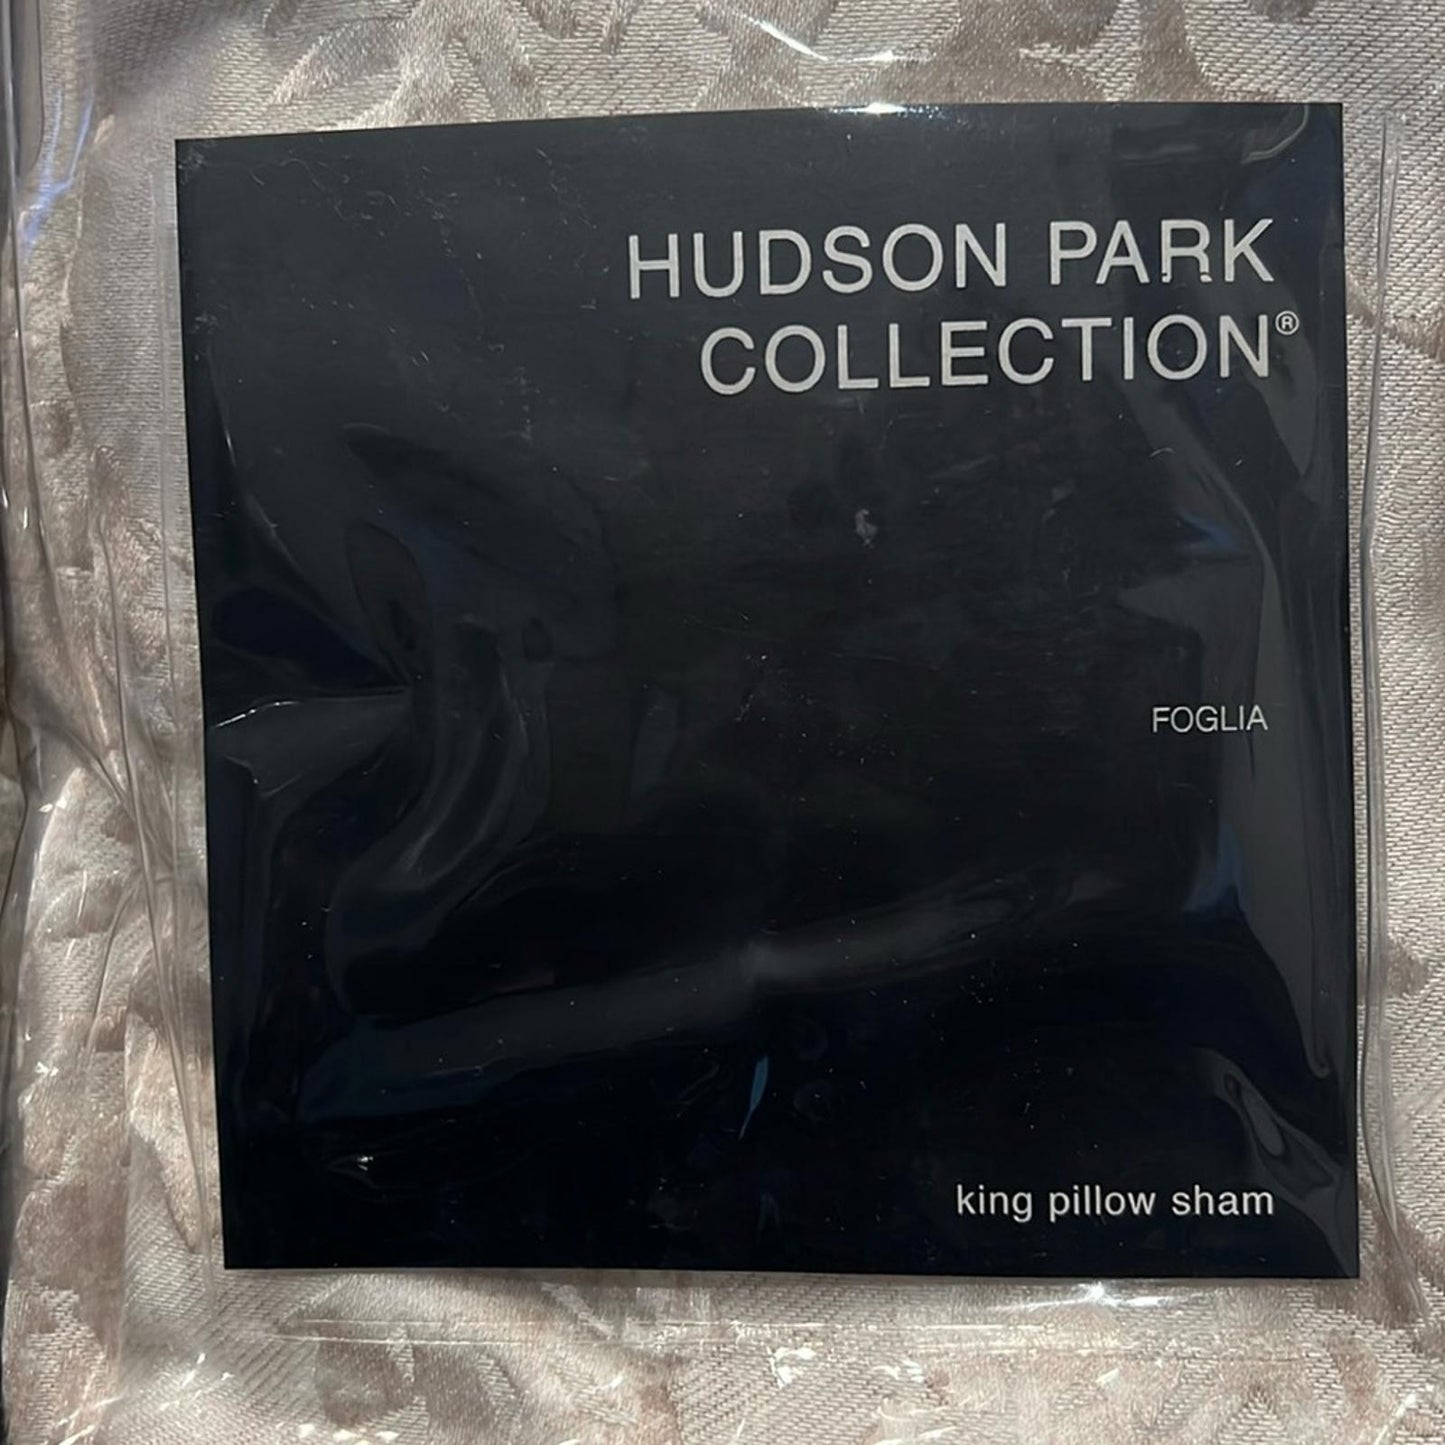 HUDSON PARK
COLLECTION®
FOGLIA
king pillow sham